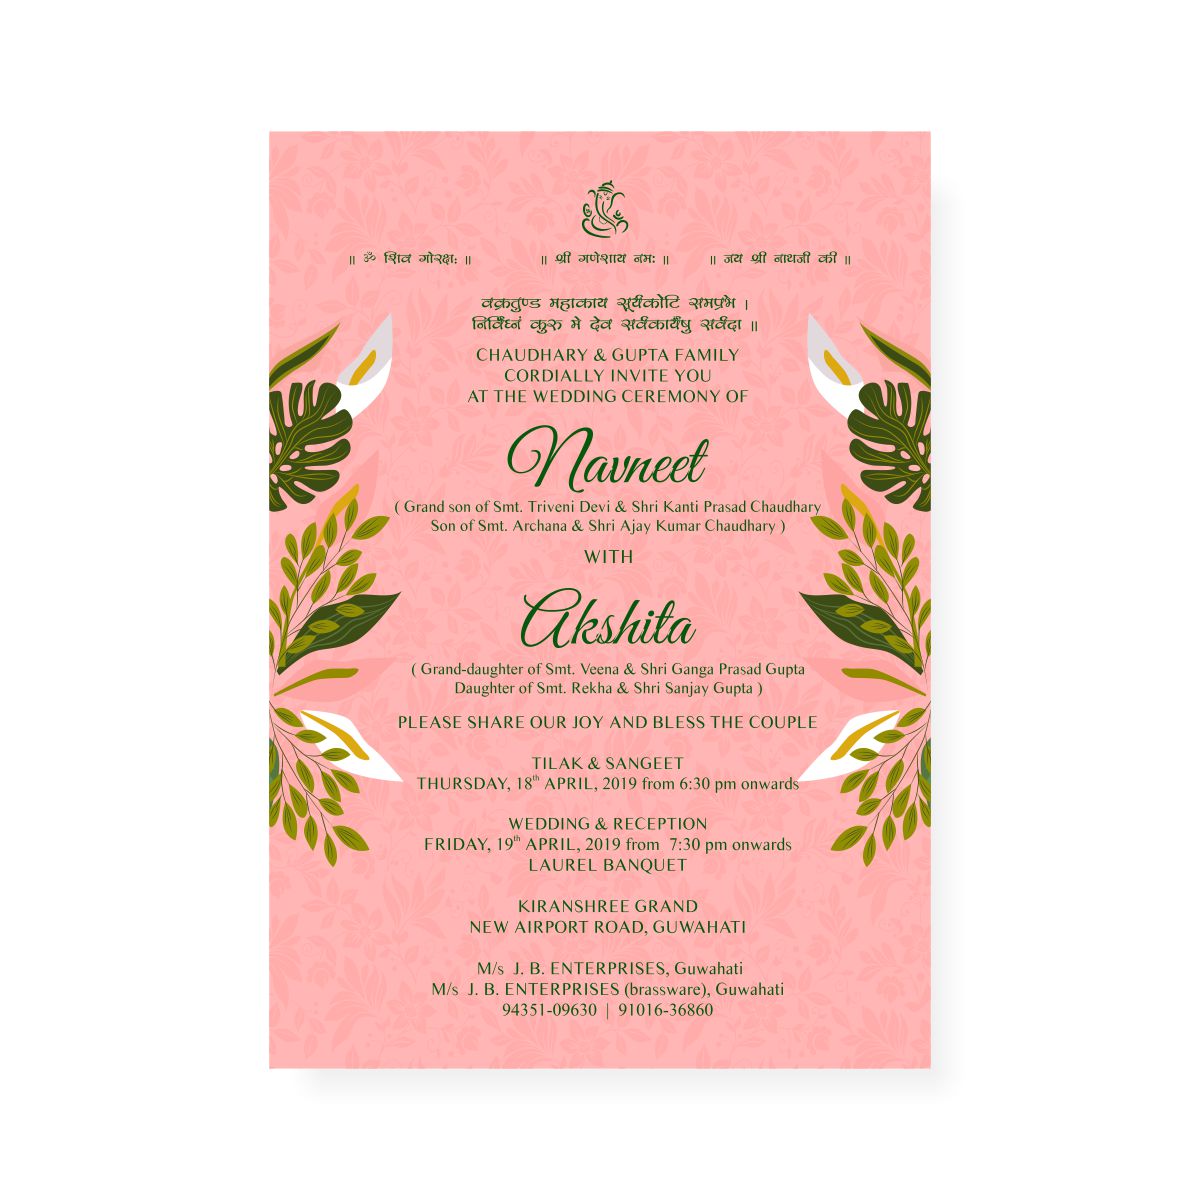 ॥ ॐ शिव गोरक्षः ॥ ॥ श्री गणेशाय नमः ॥ ॥ जय श्री नाथजी की ॥
वक्रतुण्ड महाकाय सूर्यकोटि समप्रभे ।
निर्विध्नं कुरु मे देव सर्वकार्येषु सर्वदा ॥
CHAUDHARY & GUPTA FAMILY
CORDIALLY INVITE YOU
AT THE WEDDING CEREMONY OF
Navneet
( Grand son of Smt. Triveni Devi & Shri Kanti Prasad Chaudhary
Son of Smt. Archana & Shri Ajay Kumar Chaudhary )
WITH
Akshita
( Grand-daughter of Smt. Veena & Shri Ganga Prasad Gupta
Daughter of Smt. Rekha & Shri Sanjay Gupta )
PLEASE SHARE OUR JOY AND BLESS THE COUPLE
TILAK & SANGEET
THURSDAY, 18th APRIL, 2019 from 6:30 pm onwards
WEDDING & RECEPTION
FRIDAY, 19th APRIL, 2019 from 7:30 pm onwards
LAUREL BANQUET
KIRANSHREE GRAND
NEW AIRPORT ROAD, GUWAHATI
M/s J. B. ENTERPRISES, Guwahati
M/s J. B. ENTERPRISES (brassware), Guwahati
94351-09630 | 91016-36860